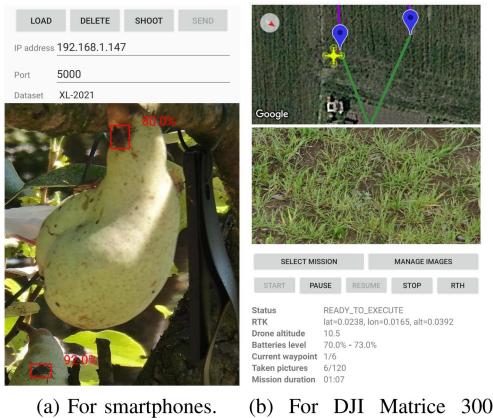 LOAD DELETE SHOOT SEND
IP address 192.168.1.147
Port 5000
Dataset XL-2021
80.0%
92.0%
Google
SELECT MISSION MANAGE IMAGES
START PAUSE RESUME STOP RTH
Status READY_TO_EXECUTE
RTK lat=0.0238, lon=0.0165, alt=0.0392
Drone altitude 10.5
Batteries level 70.0% - 73.0%
Current waypoint 1/6
Taken pictures 6/120
Mission duration 01:07
(a) For smartphones. (b) For DJI Matrice 300